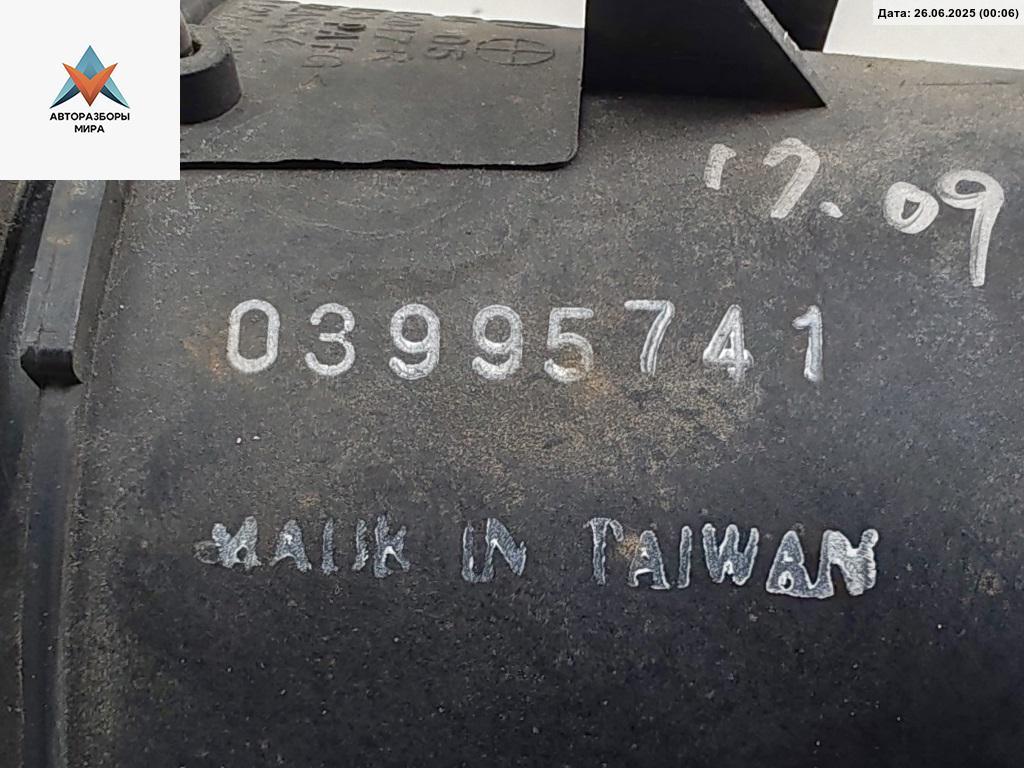 Дата: 26.06.2025 (00:06)
АВТОРАЗБОРЫ
МИРА
17.09
03995741
MADE IN TAIWAN